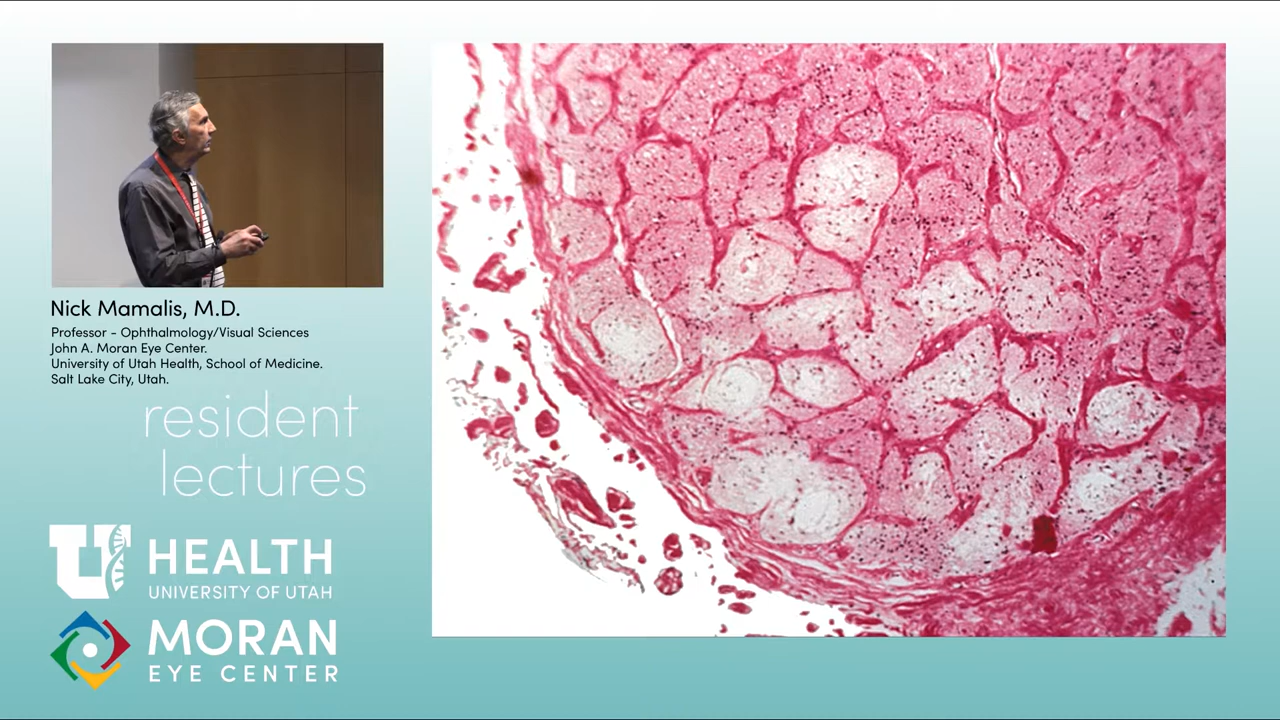 Nick Mamalis, M.D.
Professor - Ophthalmology/Visual Sciences
John A. Moran Eye Center.
University of Utah Health, School of Medicine.
Salt Lake City, Utah.
resident
lectures
U HEALTH
UNIVERSITY OF UTAH
MORAN
EYE CENTER